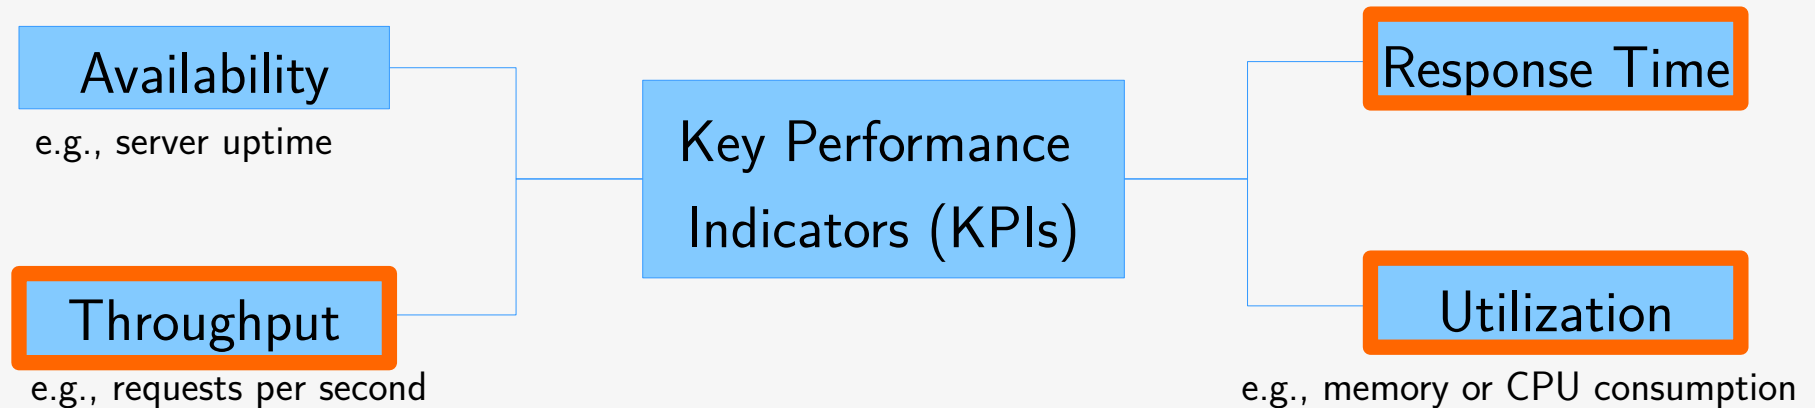 Availability
e.g., server uptime
Throughput
e.g., requests per second
Key Performance
Indicators (KPIs)
Response Time
Utilization
e.g., memory or CPU consumption